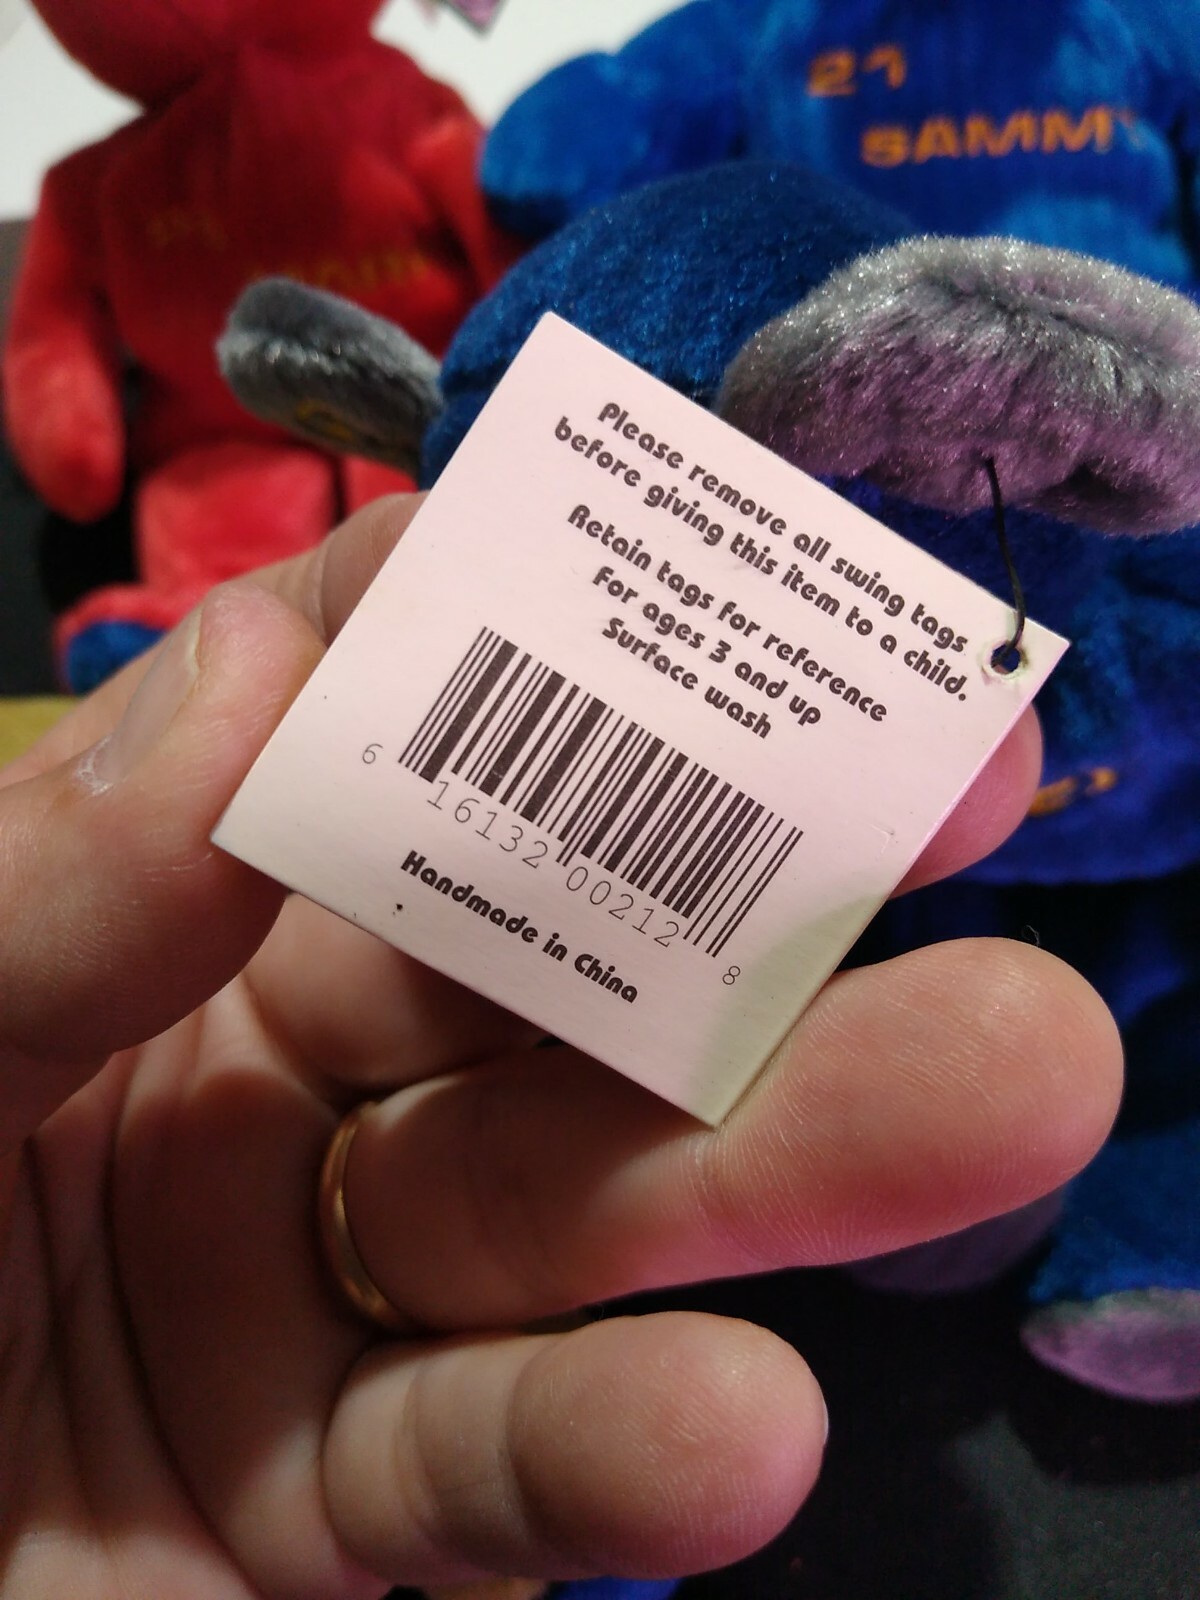 21
SAMMY
Please remove all swing tags
before giving this item to a child.
Retain tags for reference
For ages 3 and up
Surface wash
6 16132 00212 8
Handmade in China